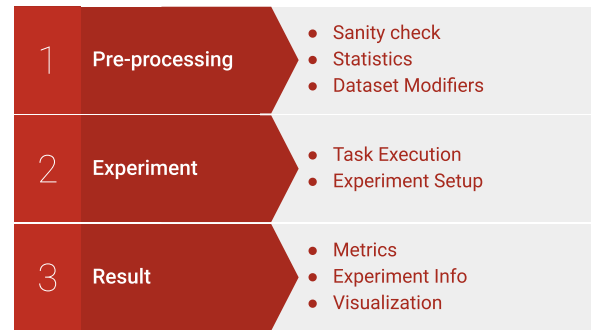 1
Pre-processing
● Sanity check
● Statistics
● Dataset Modifiers
2
Experiment
● Task Execution
● Experiment Setup
3
Result
● Metrics
● Experiment Info
● Visualization